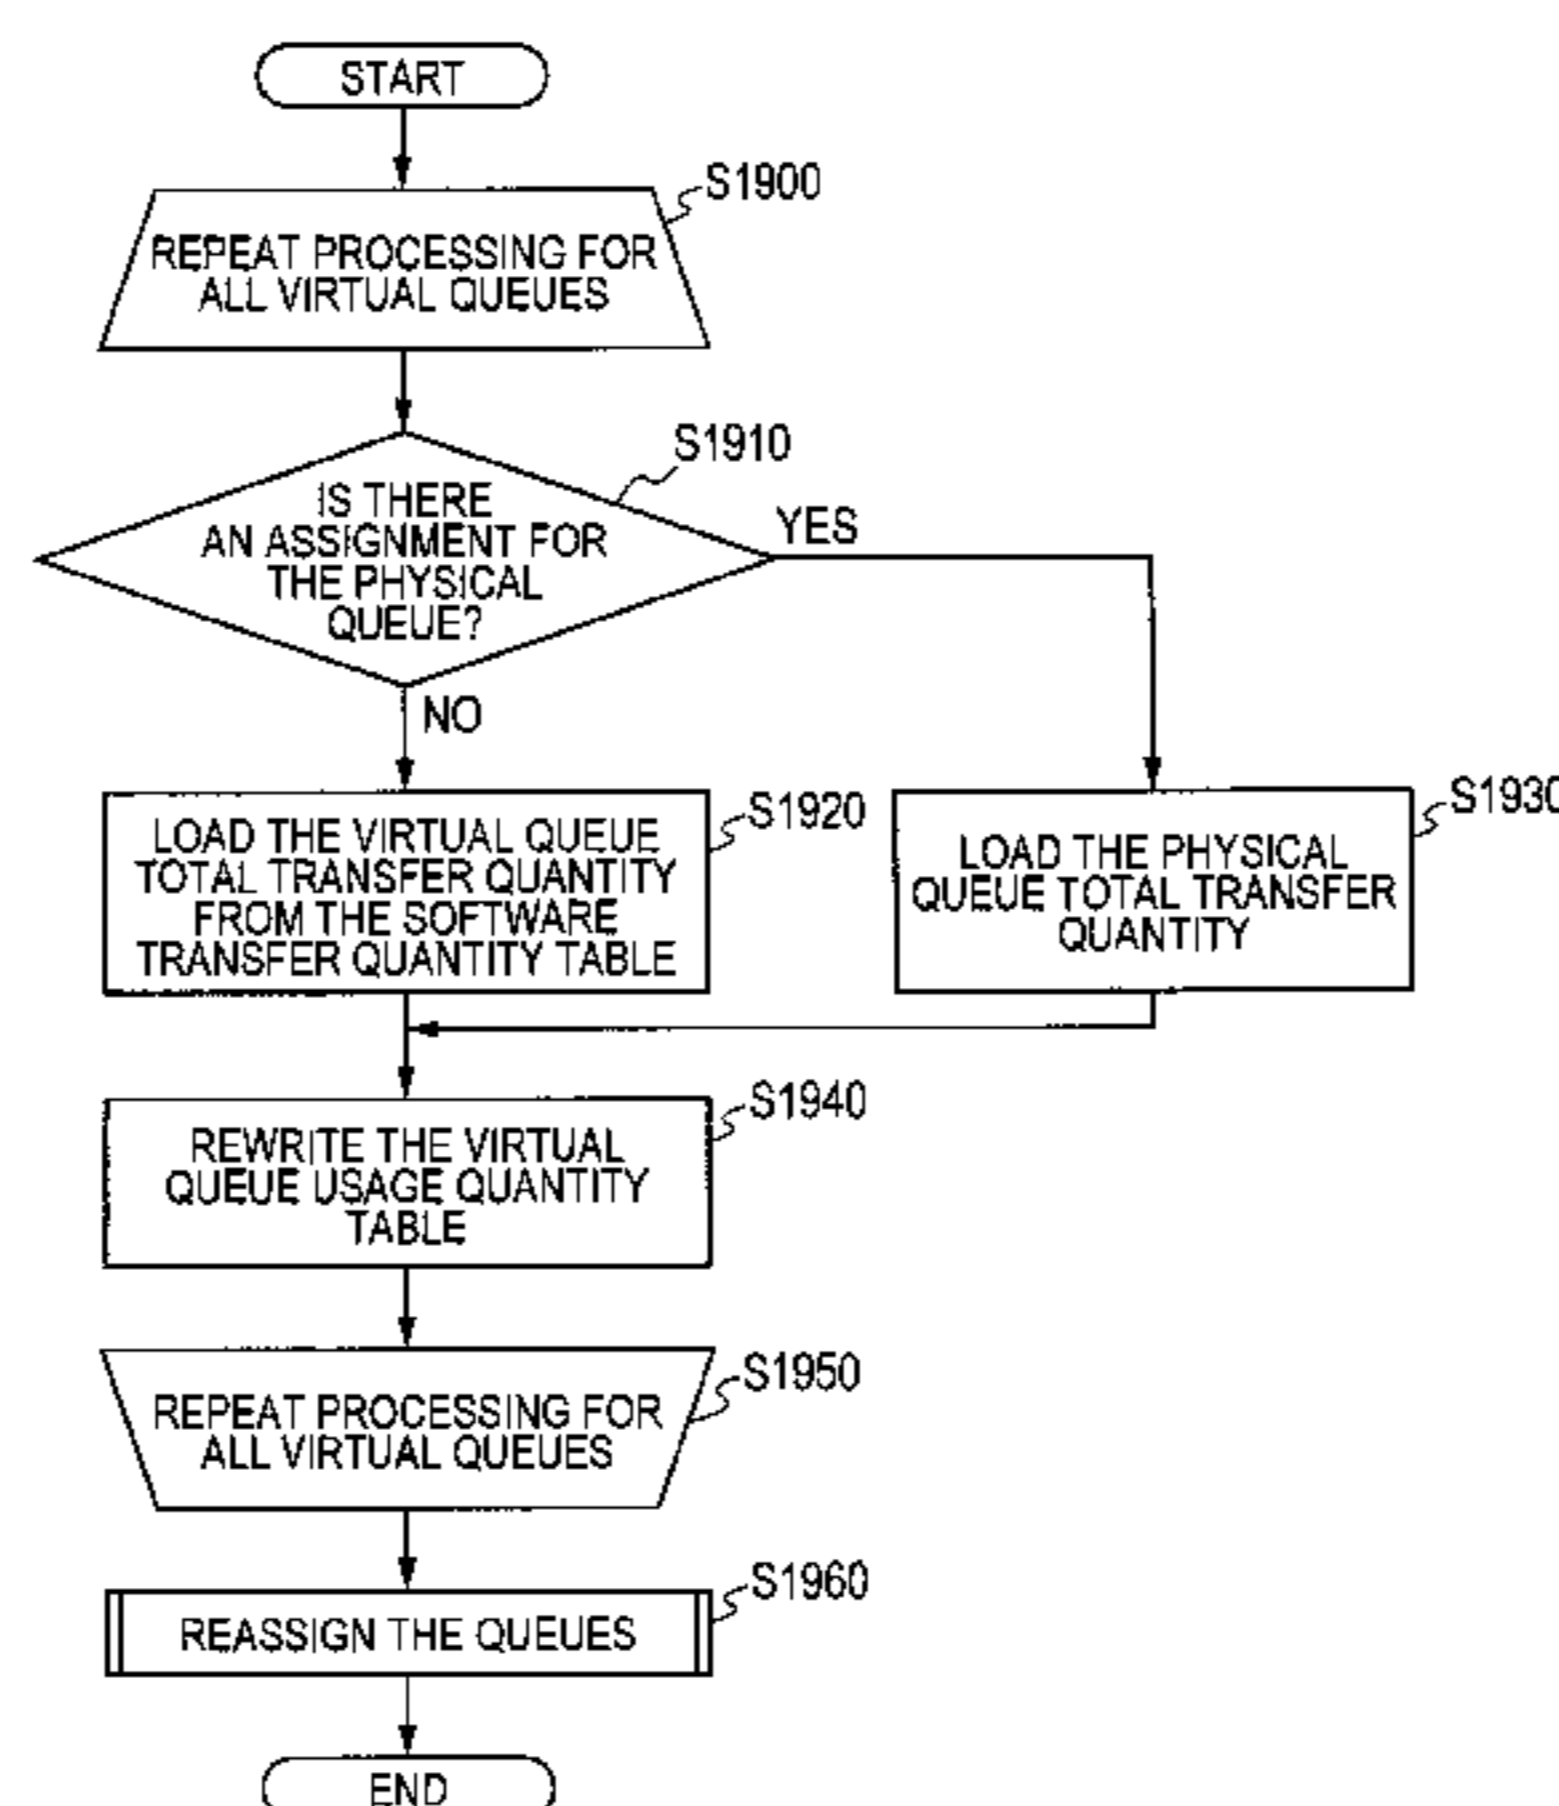 START
S1900
REPEAT PROCESSING FOR
ALL VIRTUAL QUEUES
S1910
IS THERE
AN ASSIGNMENT FOR
THE PHYSICAL
QUEUE?
YES
NO
S1920
LOAD THE VIRTUAL QUEUE
TOTAL TRANSFER QUANTITY
FROM THE SOFTWARE
TRANSFER QUANTITY TABLE
S1930
LOAD THE PHYSICAL
QUEUE TOTAL TRANSFER
QUANTITY
S1940
REWRITE THE VIRTUAL
QUEUE USAGE QUANTITY
TABLE
S1950
REPEAT PROCESSING FOR
ALL VIRTUAL QUEUES
S1960
REASSIGN THE QUEUES
END